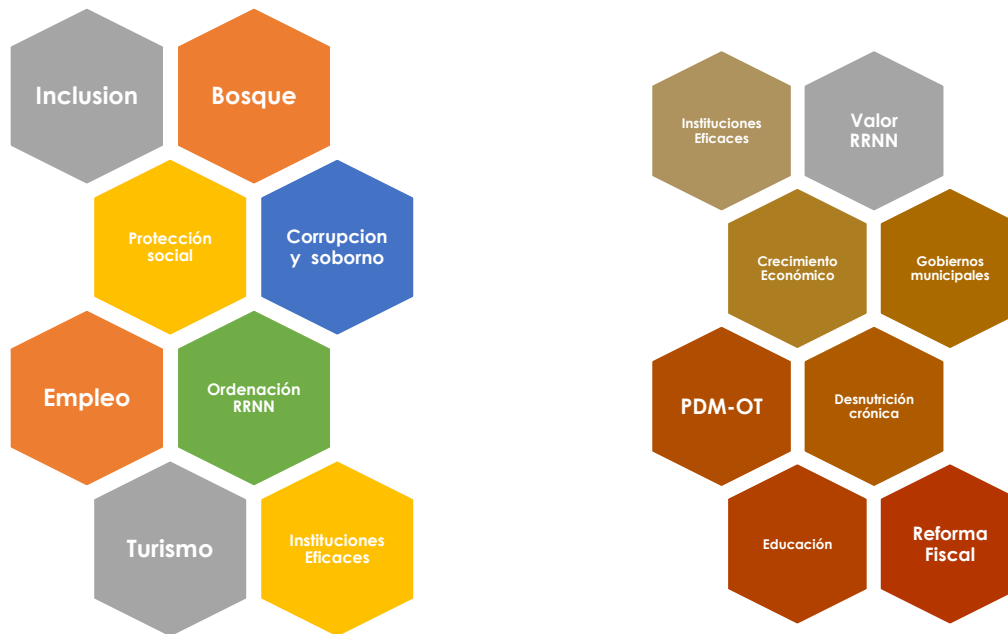 Inclusion
Bosque
Protección
social
Corrupcion
y soborno
Empleo
Ordenación
RRNN
Turismo
Instituciones
Eficaces
Instituciones
Eficaces
Valor
RRNN
Crecimiento
Económico
Gobiernos
municipales
PDM-OT
Desnutrición
crónica
Educación
Reforma
Fiscal